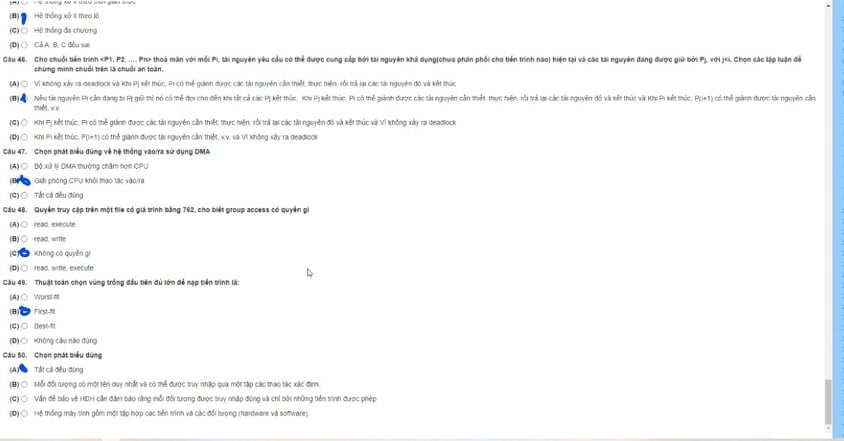 (A) Hệ thống xử lí theo thời gian thực
(B) Hệ thống xử lí theo lô
(C) Hệ thống đa chương
(D) Cả A, B, C đều sai
Câu 46. Cho chuỗi tiến trình <P1, P2, ...., Pn> thoả mãn với mỗi Pi, tài nguyên yêu cầu có thể được cung cấp bởi tài nguyên khả dụng(chưa phân phối cho tiến trình nào) hiện tại và các tài nguyên đang được giữ bởi Pj, với j<i. Chọn các lập luận để
chứng minh chuỗi trên là chuỗi an toàn.
(A) Vì không xảy ra deadlock và Khi Pj kết thúc, Pi có thể giành được các tài nguyên cần thiết, thực hiện, rồi trả lại các tài nguyên đó và kết thúc
(B) Nếu tài nguyên Pi cần đang bị Pj giữ thì nó có thể đợi cho đến khi tất cả các Pj kết thúc, Khi Pj kết thúc, Pi có thể giành được các tài nguyên cần thiết, thực hiện, rồi trả lại các tài nguyên đó và kết thúc và Khi Pi kết thúc, P(i+1) có thể giành được tài nguyên cần
thiết, v.v.
(C) Khi Pj kết thúc, Pi có thể giành được các tài nguyên cần thiết, thực hiện, rồi trả lại các tài nguyên đó và kết thúc và Vì không xảy ra deadlock
(D) Khi Pi kết thúc, P(i+1) có thể giành được tài nguyên cần thiết, v.v. và Vì không xảy ra deadlock
Câu 47. Chọn phát biểu đúng về hệ thống vào/ra sử dụng DMA
(A) Bộ xử lý DMA thường chậm hơn CPU
(B) Giải phóng CPU khỏi thao tác vào/ra
(C) Tất cả đều đúng
Câu 48. Quyền truy cập trên một file có giá trình bằng 762, cho biết group access có quyền gì
(A) read, execute
(B) read, write
(C) Không có quyền gì
(D) read, write, execute
Câu 49. Thuật toán chọn vùng trống đầu tiên đủ lớn để nạp tiến trình là:
(A) Worst-fit
(B) First-fit
(C) Best-fit
(D) Không câu nào đúng
Câu 50. Chọn phát biểu đúng
(A) Tất cả đều đúng
(B) Mỗi đối tượng có một tên duy nhất và có thể được truy nhập qua một tập các thao tác xác định.
(C) Vấn đề bảo vệ HĐH cần đảm bảo rằng mỗi đối tượng được truy nhập đúng và chỉ bởi những tiến trình được phép
(D) Hệ thống máy tính gồm một tập hợp các tiến trình và các đối tượng (hardware và software).